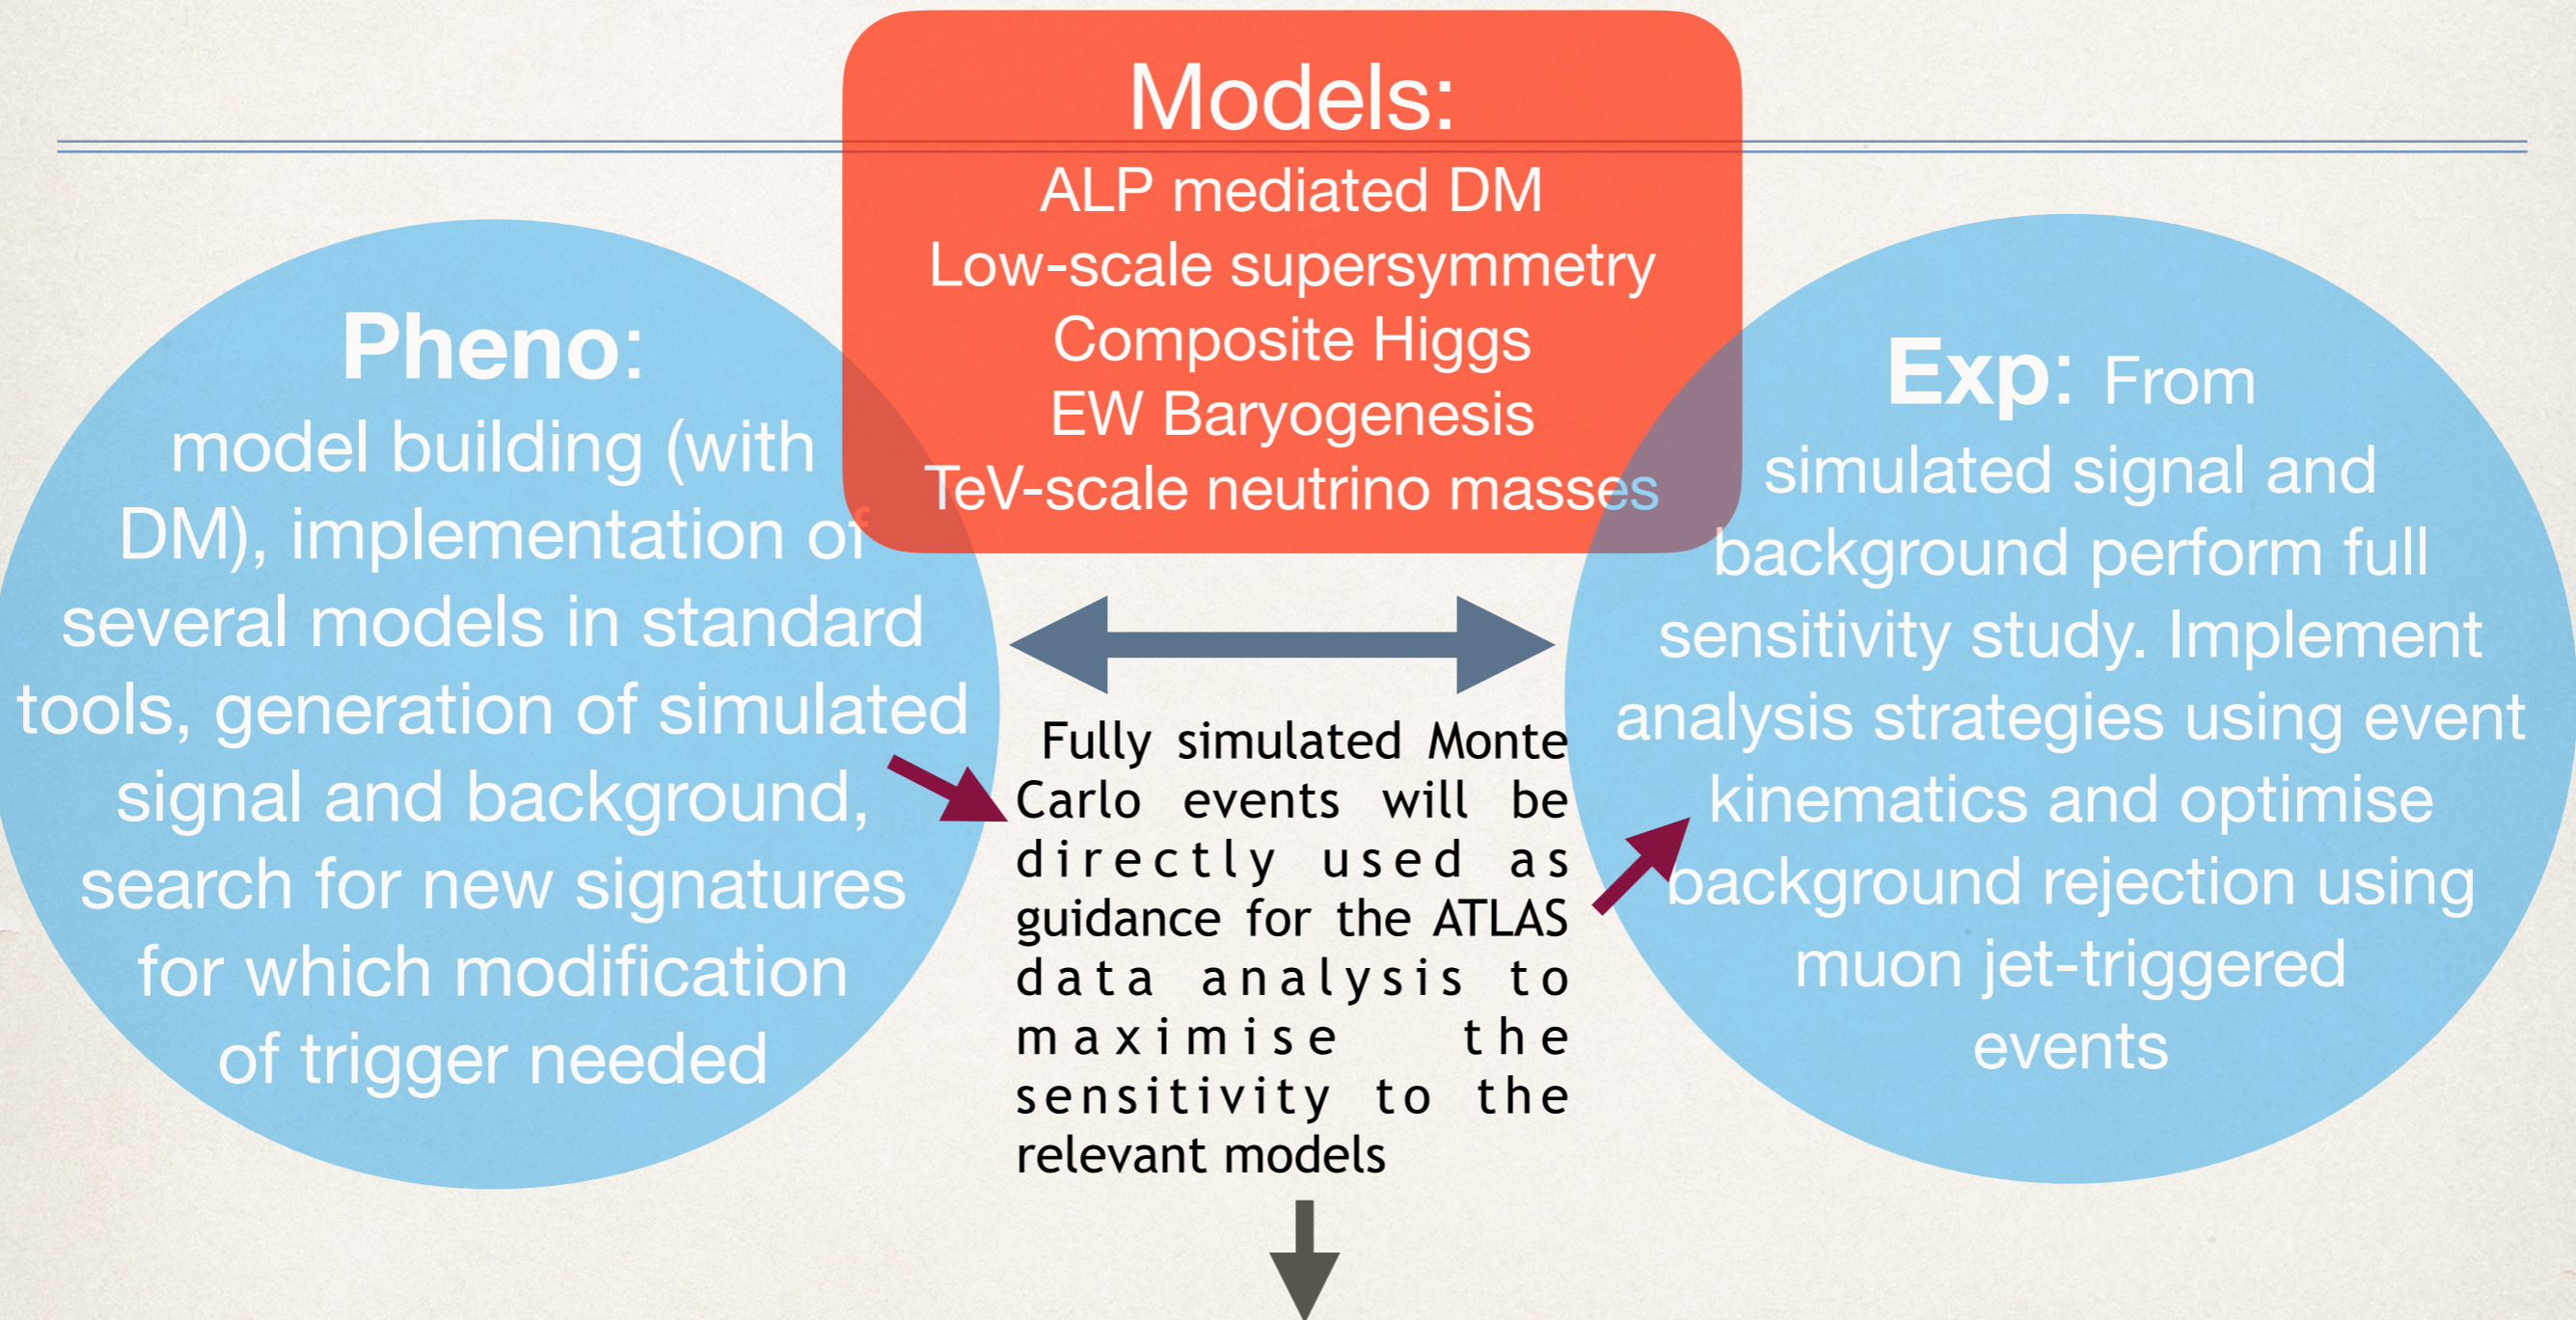 Models:
ALP mediated DM
Low-scale supersymmetry
Composite Higgs
EW Baryogenesis
TeV-scale neutrino masses
Pheno:
model building (with
DM), implementation of
several models in standard
tools, generation of simulated
signal and background,
search for new signatures
for which modification
of trigger needed
Fully simulated Monte
Carlo events will be
directly used as
guidance for the ATLAS
data analysis to
maximise the
sensitivity to the
relevant models
Exp: From
simulated signal and
background perform full
sensitivity study. Implement
analysis strategies using event
kinematics and optimise
background rejection using
muon jet-triggered
events